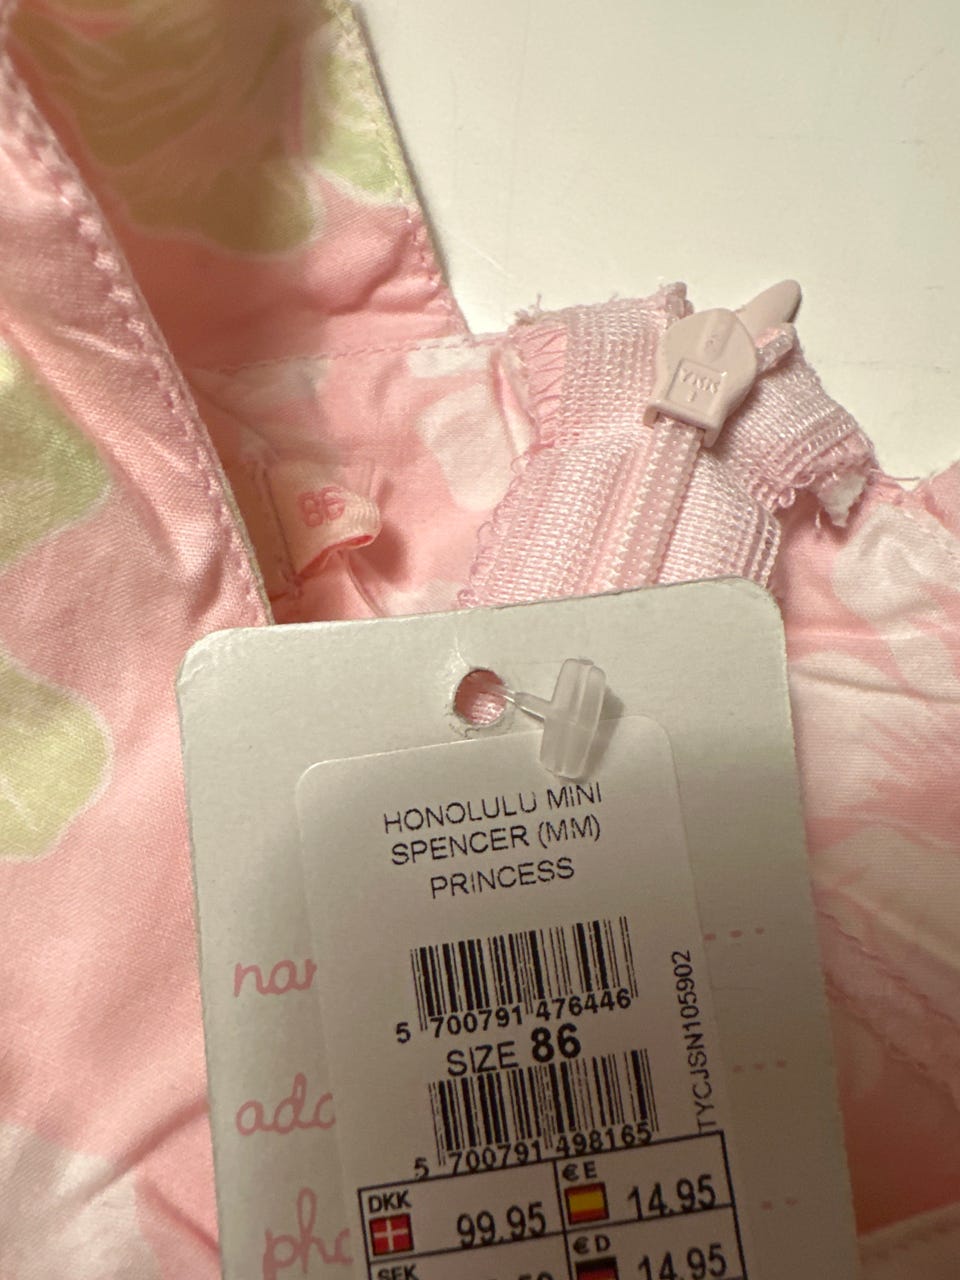 YKK
86
HONOLULU MINI
SPENCER (MM)
PRINCESS
5 700791 476446
SIZE 86
5 700791 498165
TYCJSN105902
DKK 99.95
€ E 14.95
SEK
€ D 14.95